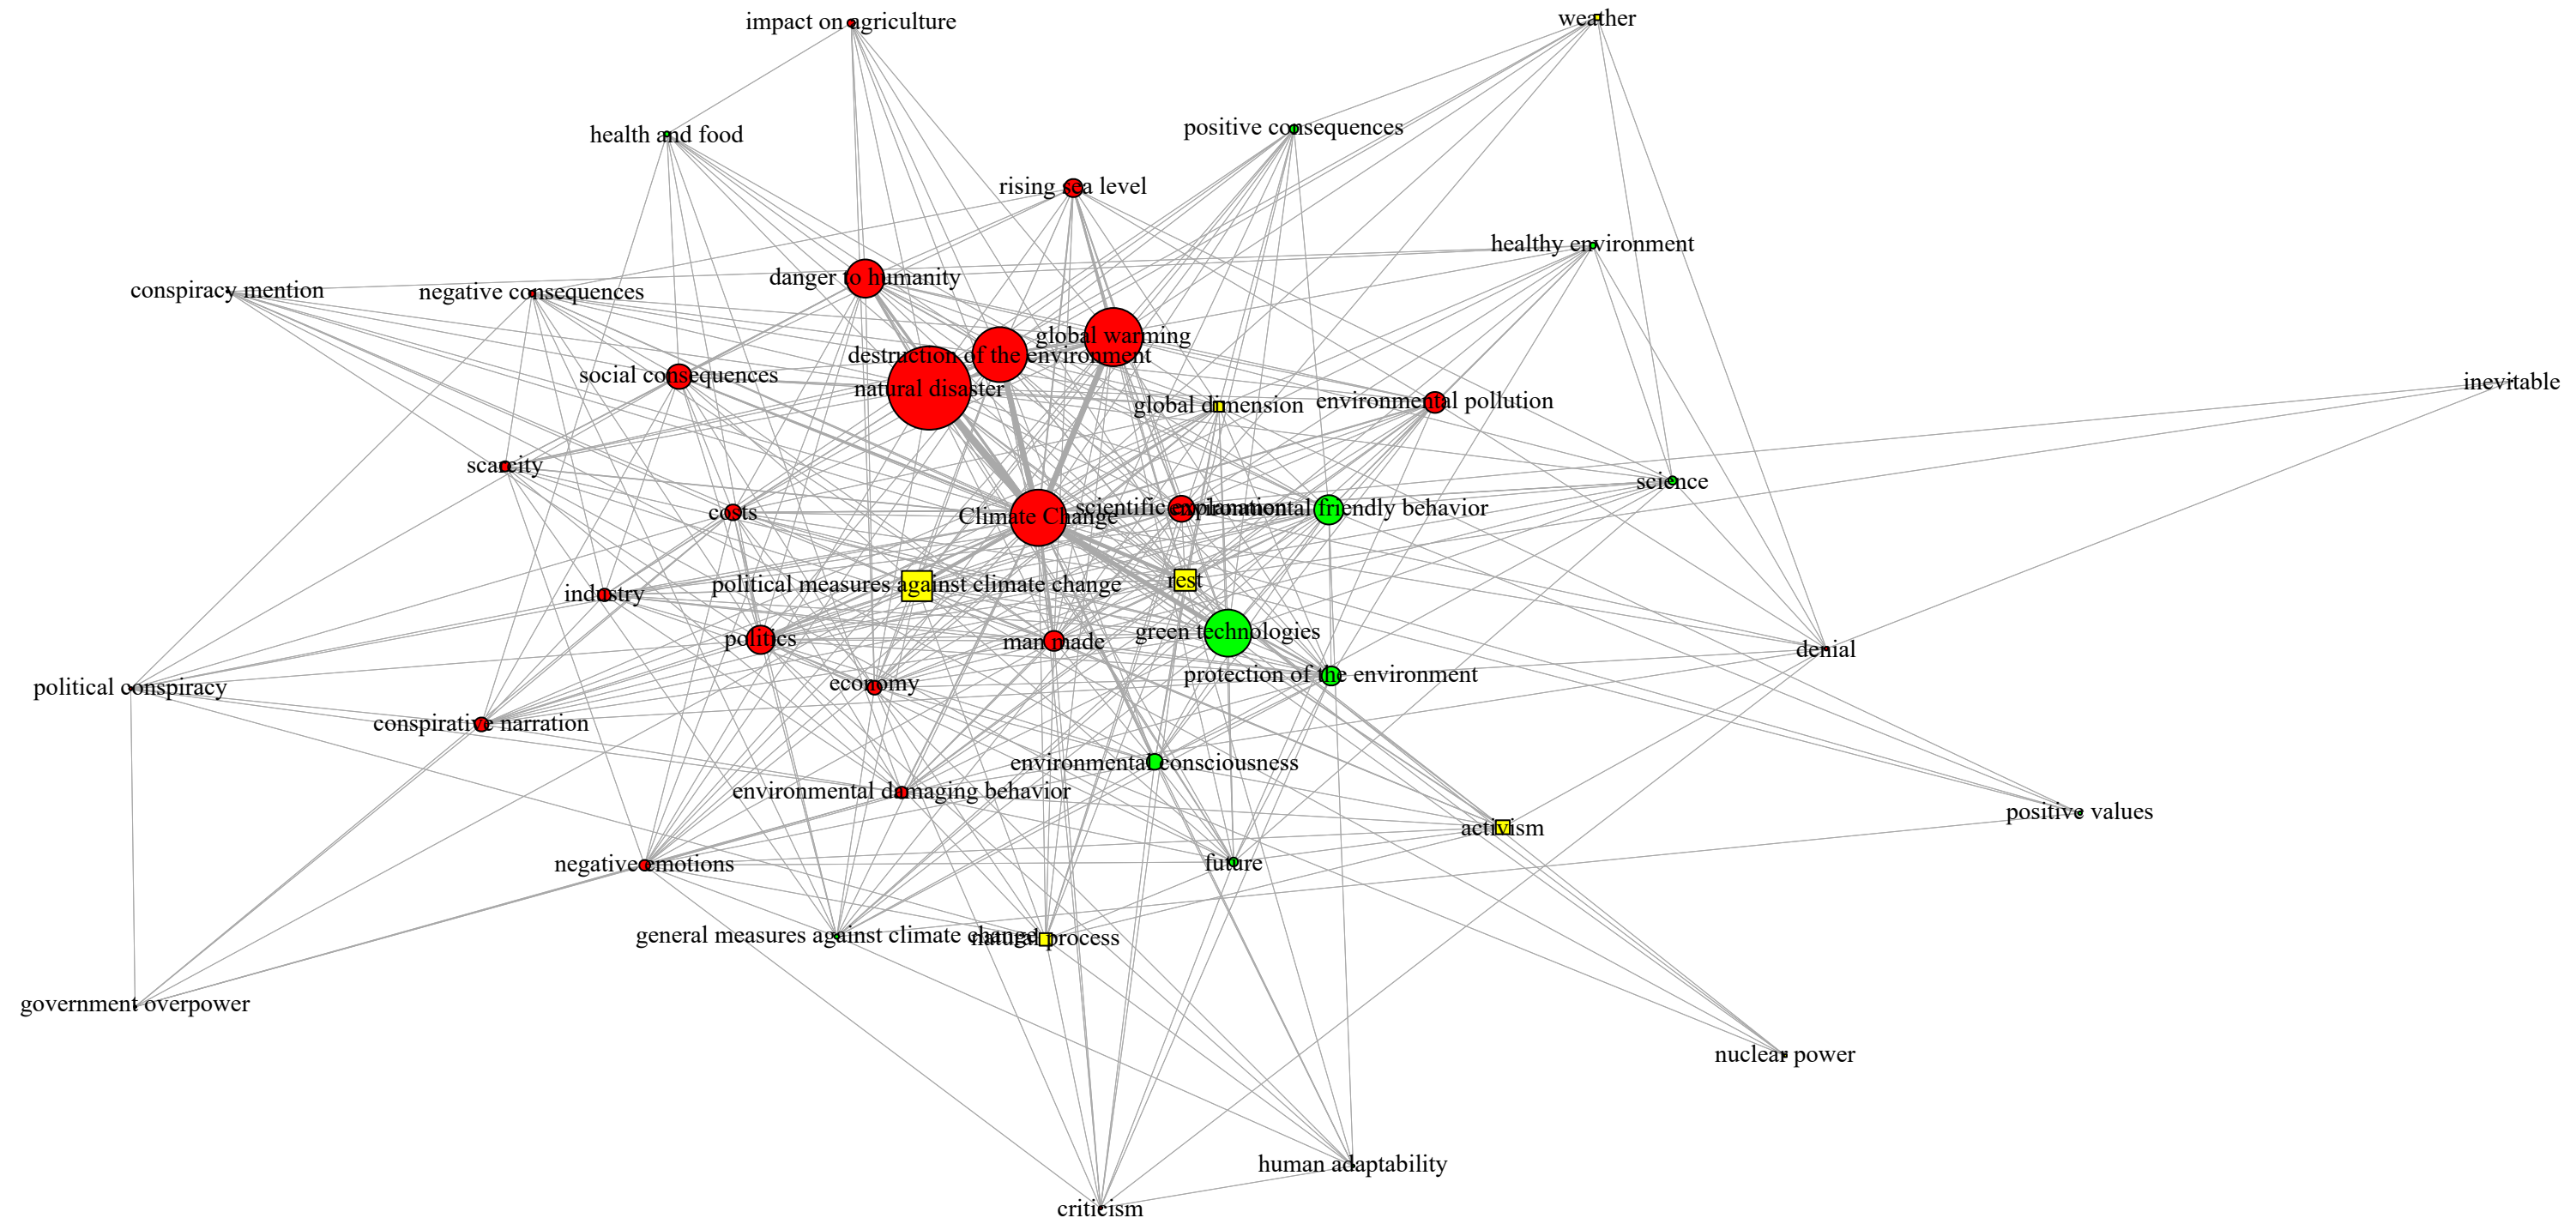 impact on agriculture
weather
health and food
positive consequences
rising sea level
healthy environment
danger to humanity
conspiracy mention
negative consequences
global warming
destruction of the environment
social consequences
natural disaster
inevitable
global dimension
environmental pollution
scarcity
science
costs
Climate Change
scientific explanation
environmental friendly behavior
political measures against climate change
rest
industry
politics
man made
green technologies
denial
protection of the environment
economy
political conspiracy
conspirative narration
environmental consciousness
environmental damaging behavior
positive values
activism
negative emotions
future
general measures against climate change
natural process
government overpower
nuclear power
human adaptability
criticism